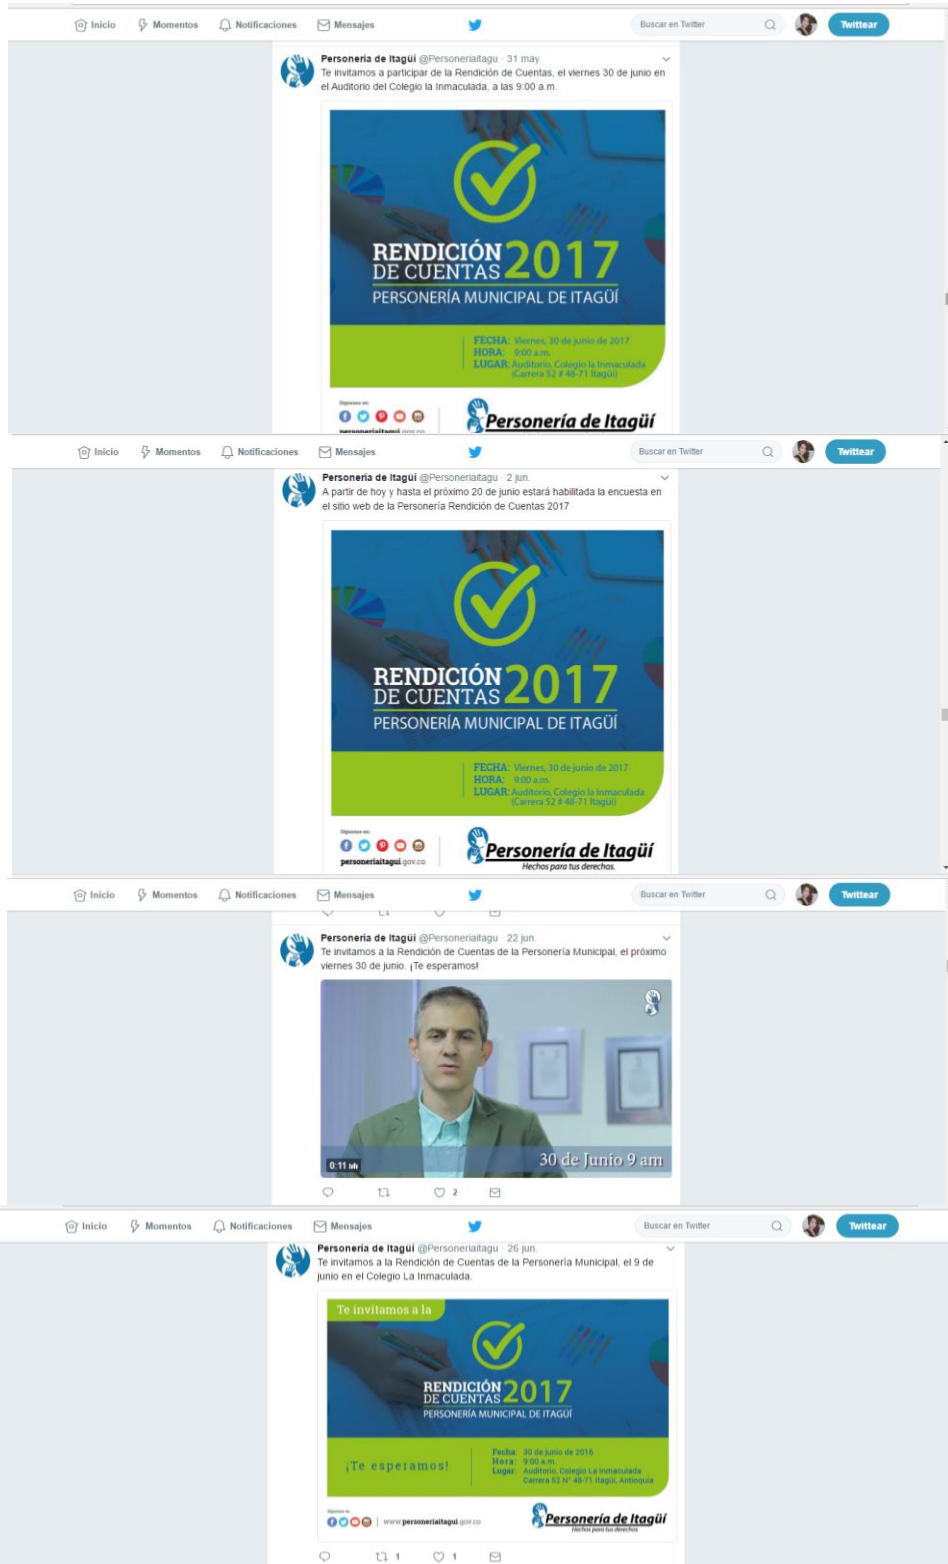 Inicio Momentos Notificaciones Mensajes Buscar en Twitter Twittear
Personería de Itagüí @Personeriaitagu · 31 may.
Te invitamos a participar de la Rendición de Cuentas, el viernes 30 de junio en
el Auditorio del Colegio la Inmaculada, a las 9:00 a.m.
RENDICIÓN
DE CUENTAS 2017
PERSONERÍA MUNICIPAL DE ITAGÜÍ
FECHA: Viernes, 30 de junio de 2017
HORA: 9:00 a.m.
LUGAR: Auditorio, Colegio la Inmaculada
(Carrera 52 # 48-71 Itagüí)
Síguenos en:
personeriaitagui.gov.co
Personería de Itagüí
Inicio Momentos Notificaciones Mensajes Buscar en Twitter Twittear
Personería de Itagüí @Personeriaitagu · 2 jun.
A partir de hoy y hasta el próximo 20 de junio estará habilitada la encuesta en
el sitio web de la Personería Rendición de Cuentas 2017
RENDICIÓN
DE CUENTAS 2017
PERSONERÍA MUNICIPAL DE ITAGÜÍ
FECHA: Viernes, 30 de junio de 2017
HORA: 9:00 a.m.
LUGAR: Auditorio, Colegio la Inmaculada
(Carrera 52 # 48-71 Itagüí)
Síguenos en:
personeriaitagui.gov.co
Personería de Itagüí
Hechos para tus derechos.
Inicio Momentos Notificaciones Mensajes Buscar en Twitter Twittear
Personería de Itagüí @Personeriaitagu · 22 jun.
Te invitamos a la Rendición de Cuentas de la Personería Municipal, el próximo
viernes 30 de junio. ¡Te esperamos!
30 de Junio 9 am
0:11
2
Inicio Momentos Notificaciones Mensajes Buscar en Twitter Twittear
Personería de Itagüí @Personeriaitagu · 26 jun.
Te invitamos a la Rendición de Cuentas de la Personería Municipal, el 9 de
junio en el Colegio La Inmaculada.
Te invitamos a la
RENDICIÓN
DE CUENTAS 2017
PERSONERÍA MUNICIPAL DE ITAGÜÍ
¡Te esperamos!
Fecha: 30 de junio de 2016
Hora: 9:00 a.m.
Lugar: Auditorio, Colegio La Inmaculada
Carrera 52 N° 48-71 Itagüí, Antioquia
Síguenos en:
www.personeriaitagui.gov.co
Personería de Itagüí
Hechos para tus derechos.
1 1